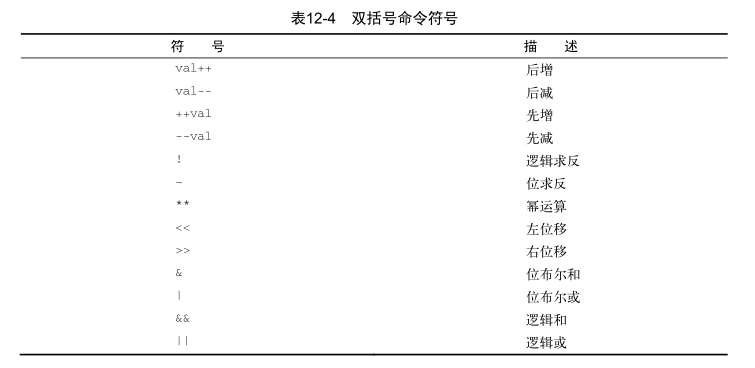 表12-4 双括号命令符号
符 号 描 述
val++ 后增
val-- 后减
++val 先增
--val 先减
! 逻辑求反
~ 位求反
** 幂运算
<< 左位移
>> 右位移
& 位布尔和
| 位布尔或
&& 逻辑和
|| 逻辑或